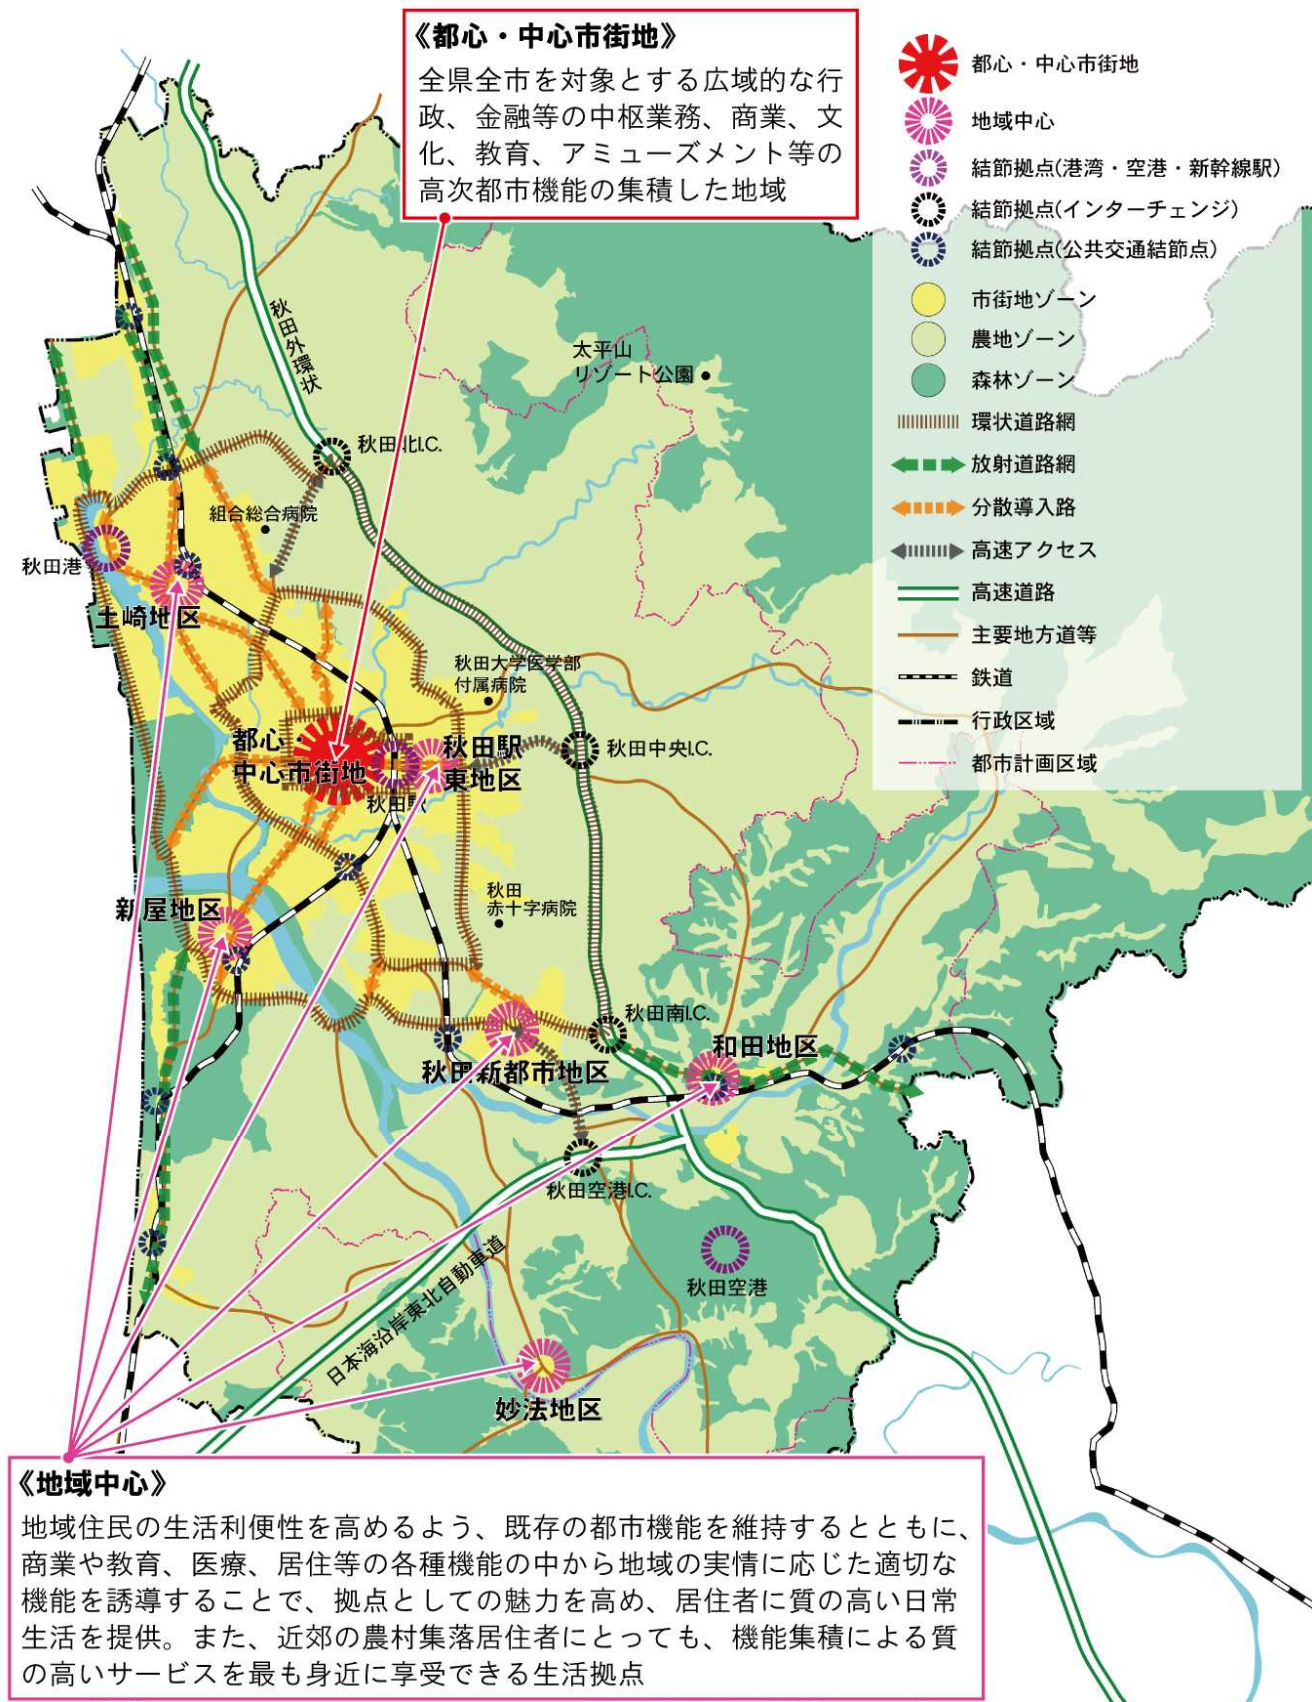 《都心・中心市街地》
全県全市を対象とする広域的な行
政、金融等の中枢業務、商業、文
化、教育、アミューズメント等の
高次都市機能の集積した地域
都心・中心市街地
地域中心
結節拠点(港湾・空港・新幹線駅)
結節拠点(インターチェンジ)
結節拠点(公共交通結節点)
市街地ゾーン
農地ゾーン
森林ゾーン
環状道路網
放射道路網
分散導入路
高速アクセス
高速道路
主要地方道等
鉄道
行政区域
都市計画区域
秋田外環状
太平山
リゾート公園
秋田北I.C.
組合総合病院
秋田港
土崎地区
秋田大学医学部
付属病院
都心・
中心市街地
秋田駅
東地区
秋田中央I.C.
秋田駅
秋田
赤十字病院
新屋地区
秋田南I.C.
和田地区
秋田新都市地区
秋田空港I.C.
秋田空港
日本海沿岸東北自動車道
妙法地区
《地域中心》
地域住民の生活利便性を高めるよう、既存の都市機能を維持するとともに、
商業や教育、医療、居住等の各種機能の中から地域の実情に応じた適切な
機能を誘導することで、拠点としての魅力を高め、居住者に質の高い日常
生活を提供。また、近郊の農村集落居住者にとっても、機能集積による質
の高いサービスを最も身近に享受できる生活拠点